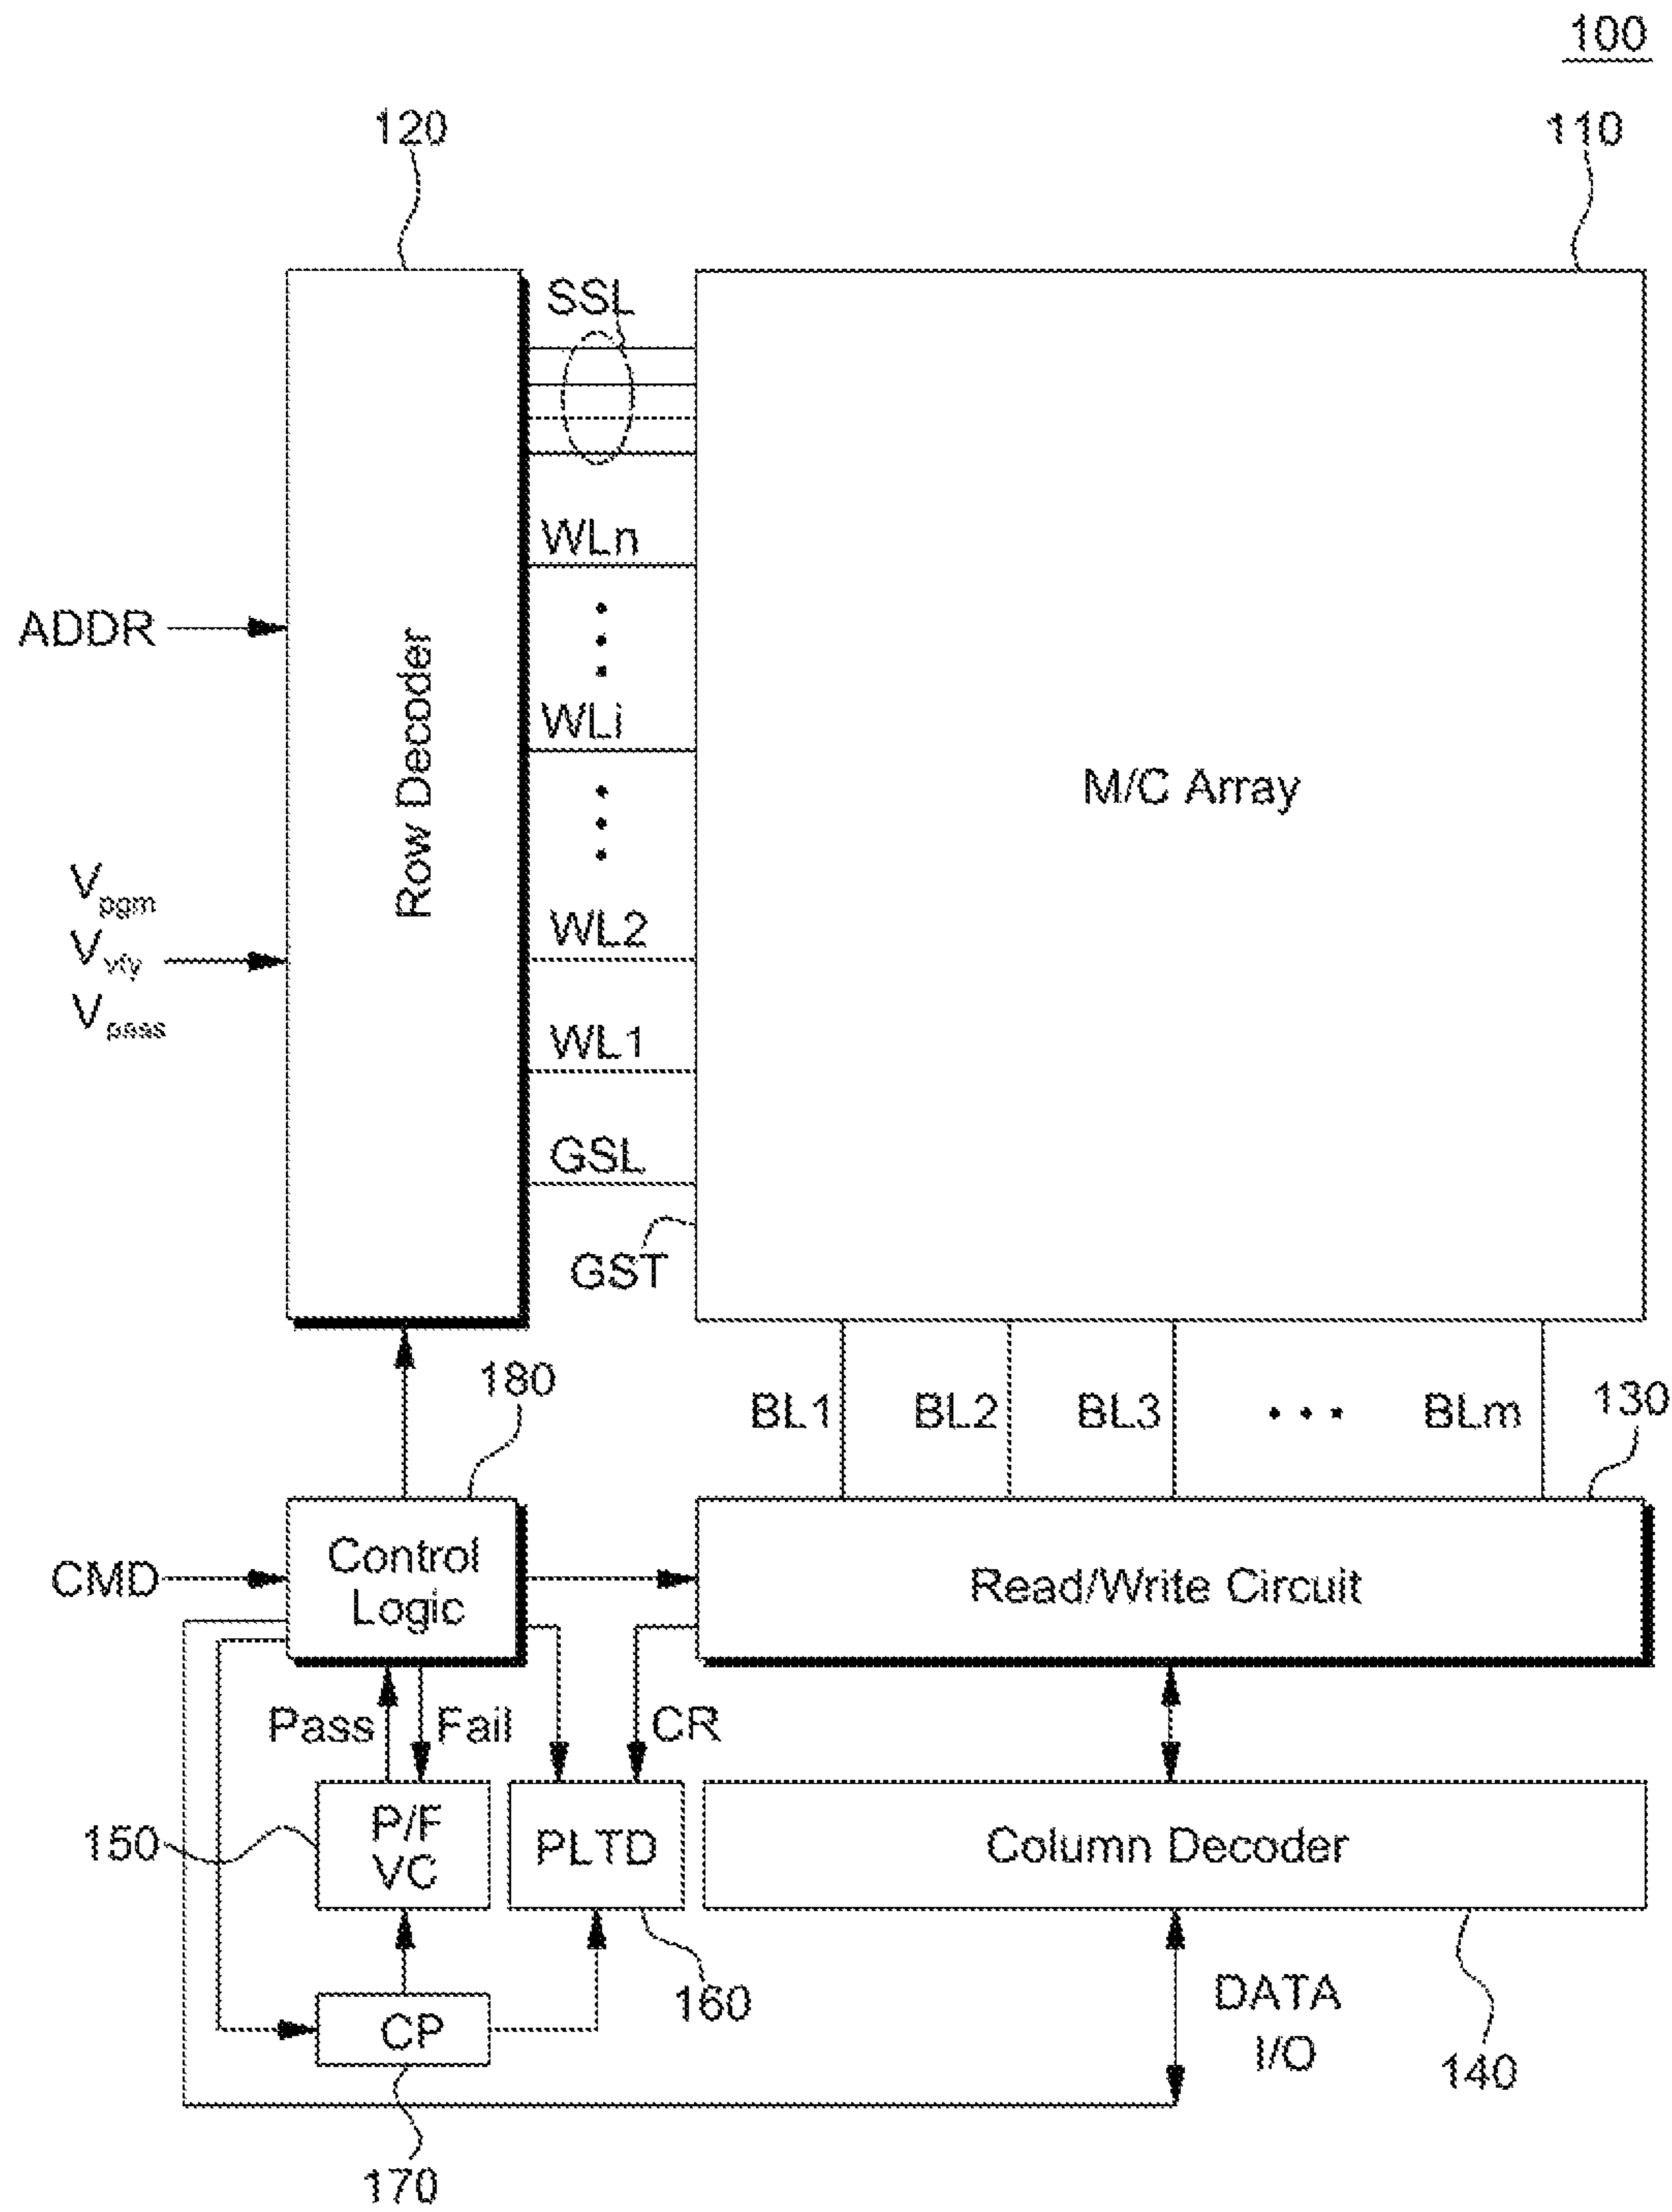 100
120
110
SSL
WLn
ADDR
Row Decoder
WLi
M/C Array
Vpgm
Vvfy
Vpass
WL2
WL1
GSL
GST
180
BL1
BL2
BL3
• • •
BLm
130
CMD
Control
Logic
Read/Write Circuit
Pass
Fail
CR
150
P/F
VC
PLTD
Column Decoder
160
CP
DATA
I/O
140
170